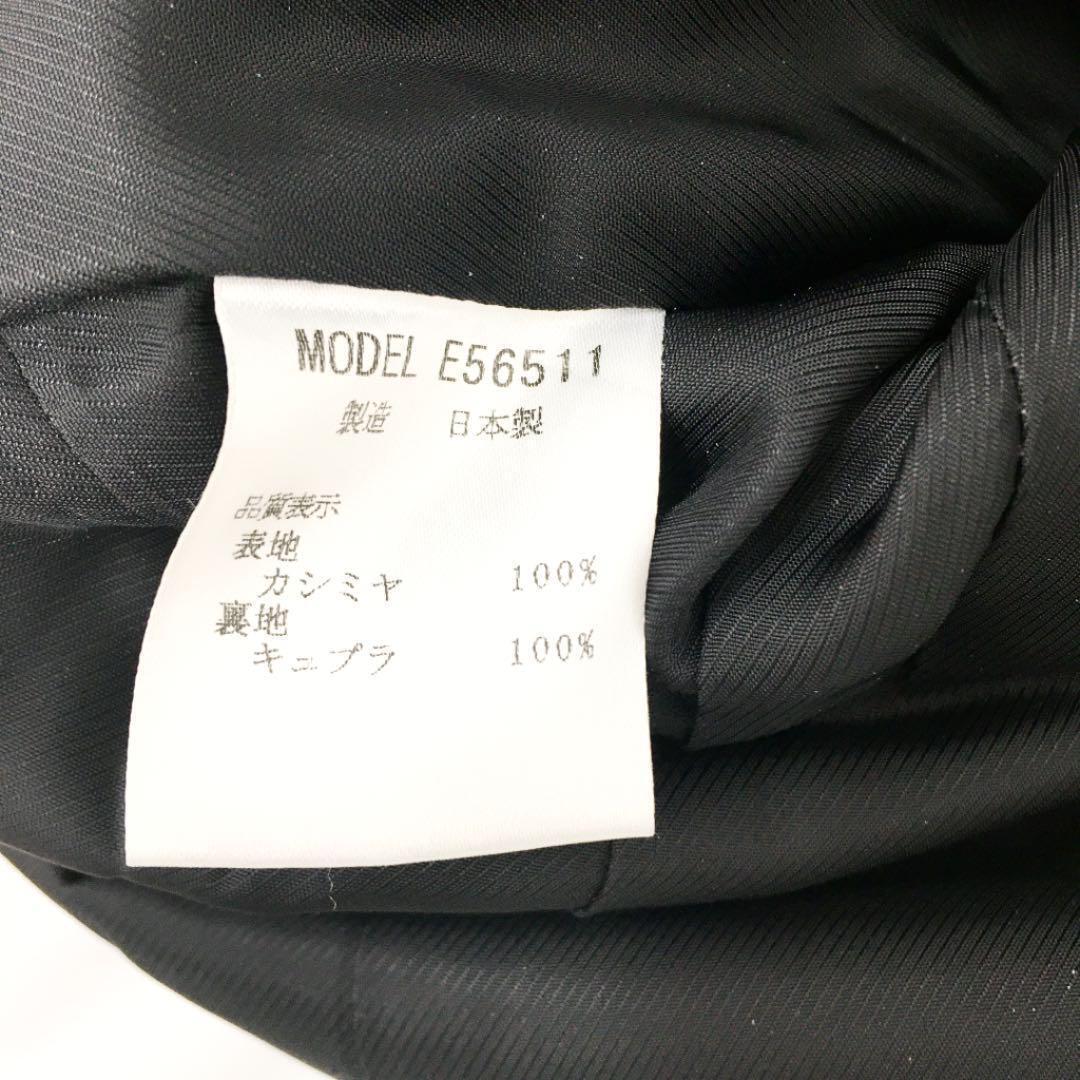 MODEL E56511
製造 日本製
品質表示
表地
カシミヤ 100%
裏地
キュプラ 100%